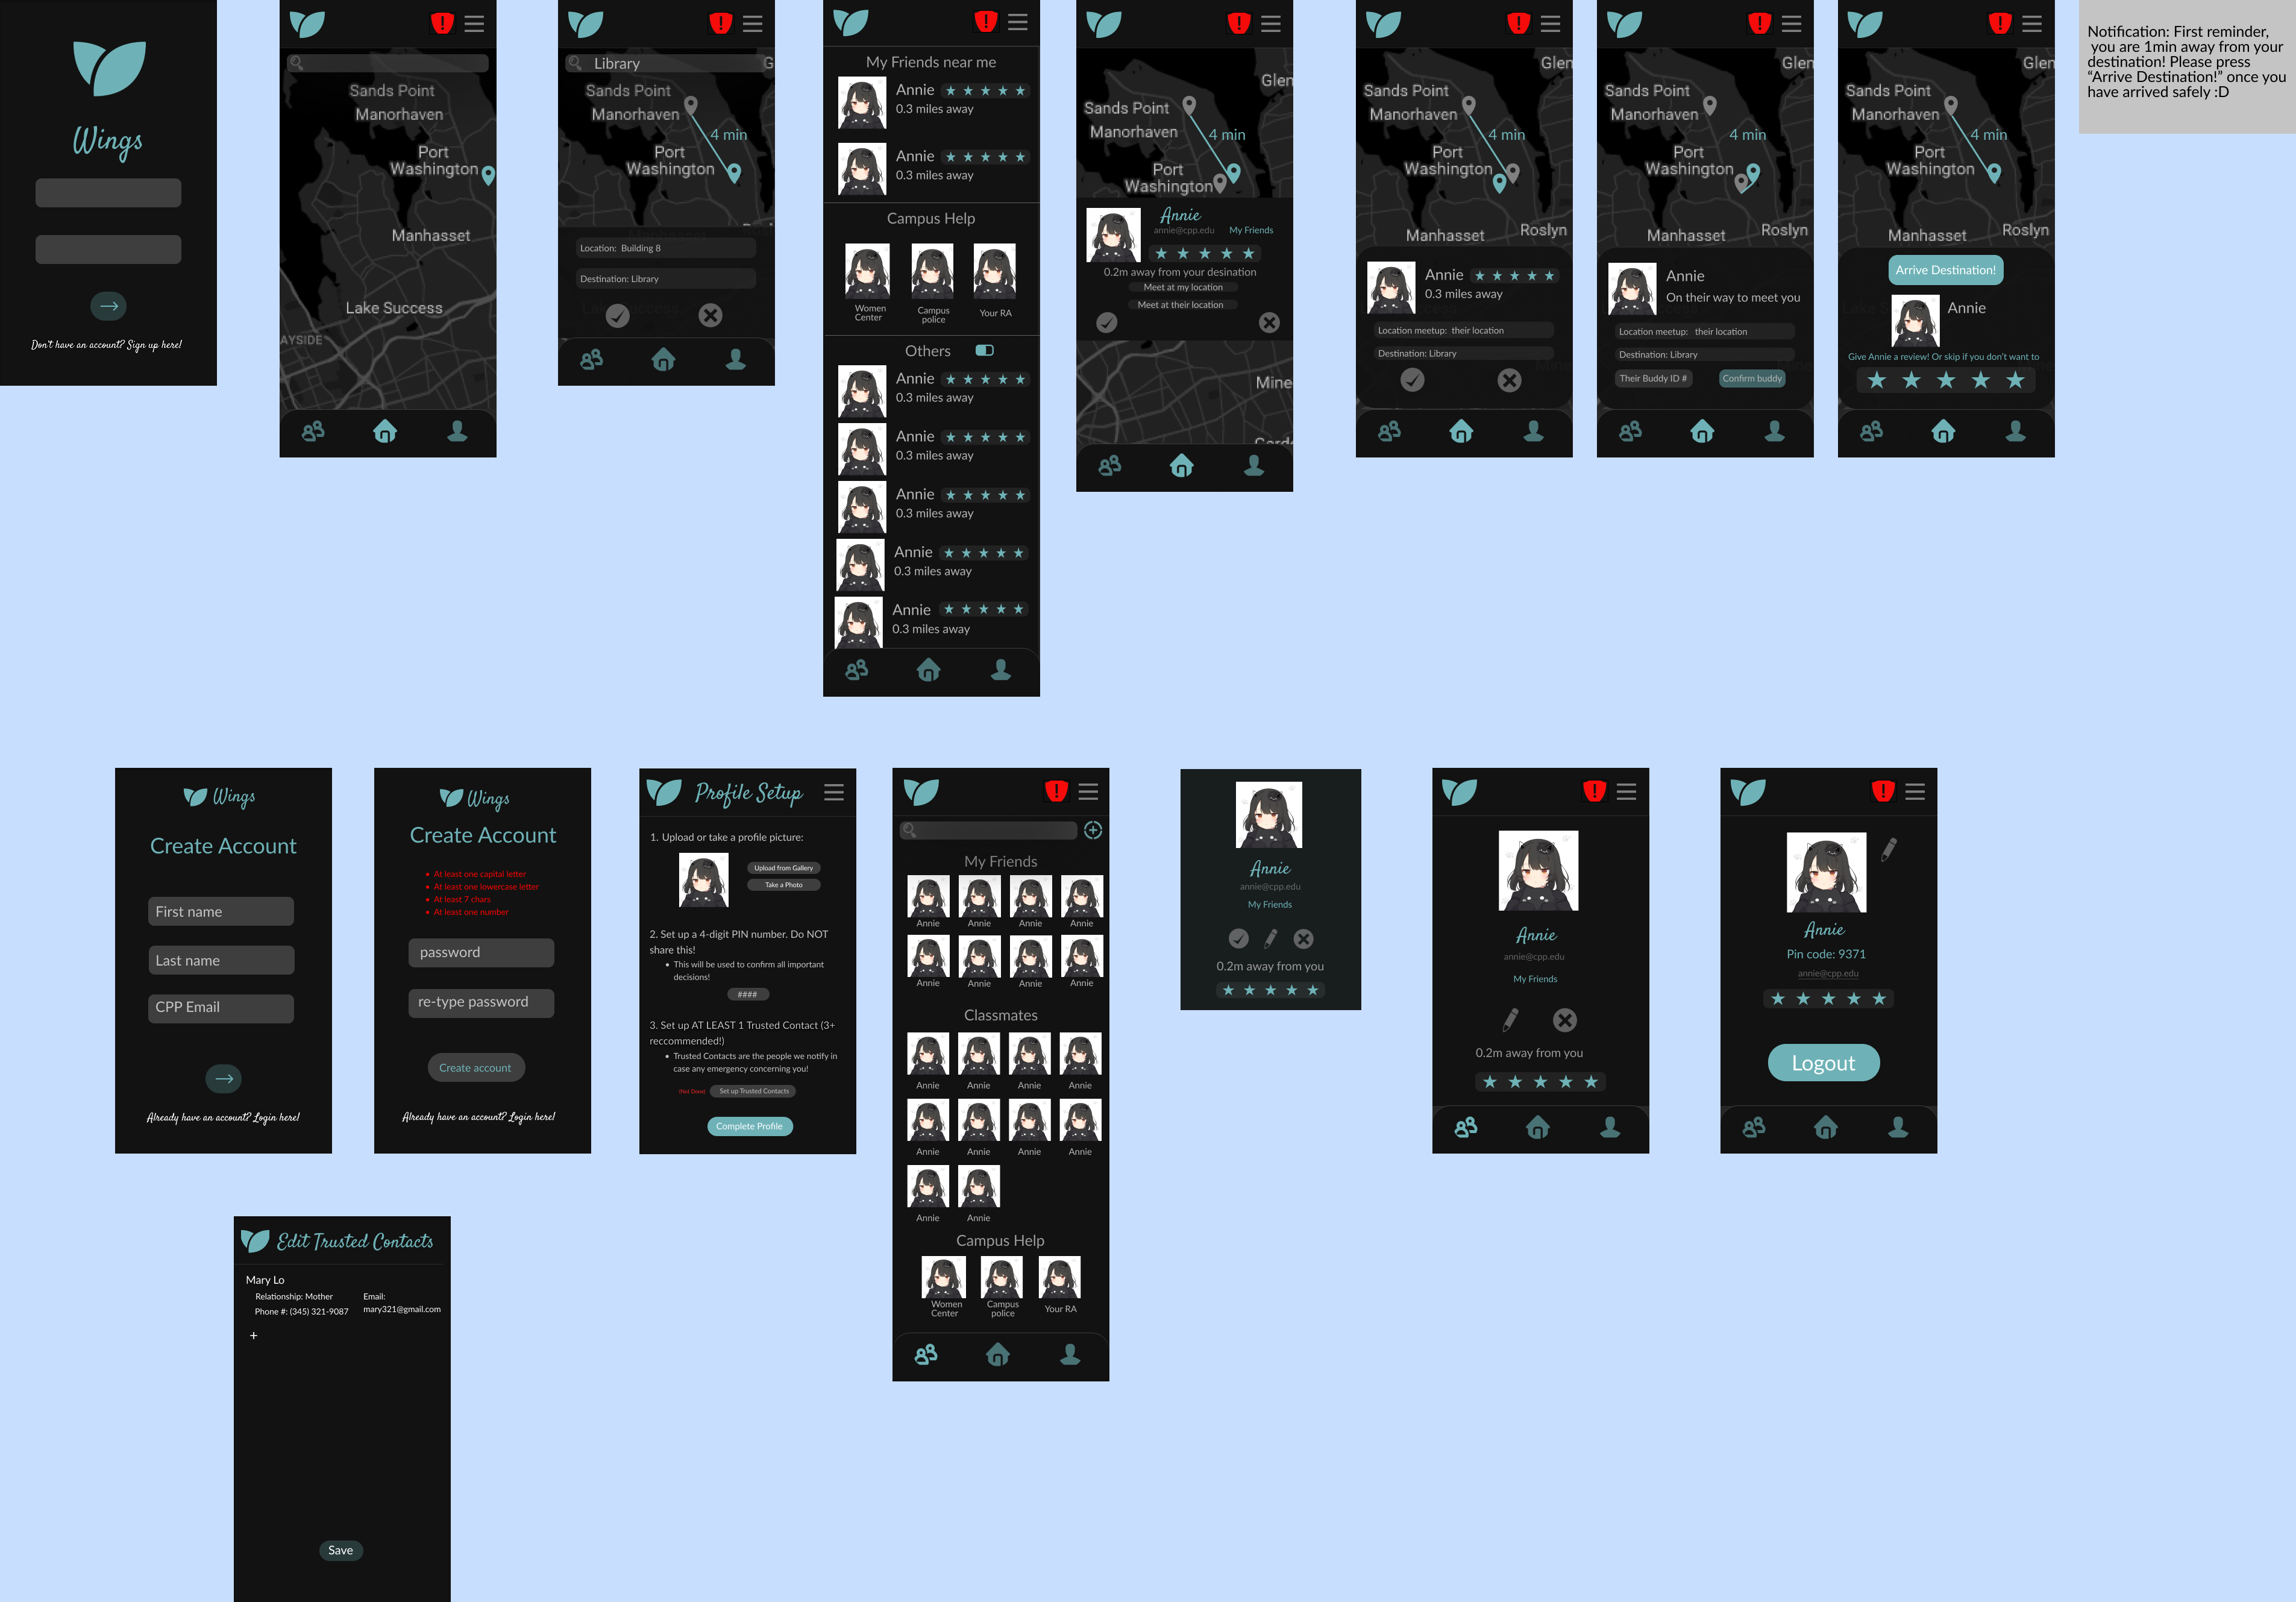 Wings
Don't have an account? Sign up here!
Sands Point
Manorhaven
Port
Washington
Manhasset
Lake Success
AYSIDE
Library
G
Sands Point
Manorhaven
4 min
Port
Washington
Location: Building 8
Destination: Library
My Friends near me
Annie
0.3 miles away
Annie
0.3 miles away
Campus Help
Women
Center
Campus
police
Your RA
Others
Annie
0.3 miles away
Annie
0.3 miles away
Annie
0.3 miles away
Annie
0.3 miles away
Annie
0.3 miles away
Glen
Sands Point
Manorhaven
4 min
Port
Washington
Annie
annie@cpp.edu My Friends
0.2m away from your desination
Meet at my location
Meet at their location
Mine
Garde
Glen
Sands Point
Manorhaven
4 min
Port
Washington
Manhasset
Roslyn
Annie
0.3 miles away
Location meetup: their location
Destination: Library
Glen
Sands Point
Manorhaven
4 min
Port
Washington
Manhasset
Roslyn
Annie
On their way to meet you
Location meetup: their location
Destination: Library
Their Buddy ID # Confirm buddy
Glen
Sands Point
Manorhaven
4 min
Port
Washington
Manhasset
Roslyn
Arrive Destination!
Annie
Give Annie a review! Or skip if you don't want to
Notification: First reminder,
you are 1min away from your
destination! Please press
“Arrive Destination!” once you
have arrived safely :D
Wings
Create Account
First name
Last name
CPP Email
Already have an account? Login here!
Wings
Create Account
• At least one capital letter
• At least one lowercase letter
• At least 7 chars
• At least one number
password
re-type password
Create account
Already have an account? Login here!
Profile Setup
1. Upload or take a profile picture:
Upload from Gallery
Take a Photo
2. Set up a 4-digit PIN number. Do NOT
share this!
• This will be used to confirm all important
decisions!
####
3. Set up AT LEAST 1 Trusted Contact (3+
reccommended!)
• Trusted Contacts are the people we notify in
case any emergency concerning you!
(Not Done) Set up Trusted Contacts
Complete Profile
My Friends
Annie Annie Annie Annie
Annie Annie Annie Annie
Classmates
Annie Annie Annie Annie
Annie Annie Annie Annie
Annie Annie
Campus Help
Women
Center
Campus
police
Your RA
Annie
annie@cpp.edu
My Friends
0.2m away from you
Annie
annie@cpp.edu
My Friends
0.2m away from you
Annie
Pin code: 9371
annie@cpp.edu
Logout
Edit Trusted Contacts
Mary Lo
Relationship: Mother
Phone #: (345) 321-9087
Email:
mary321@gmail.com
+
Save